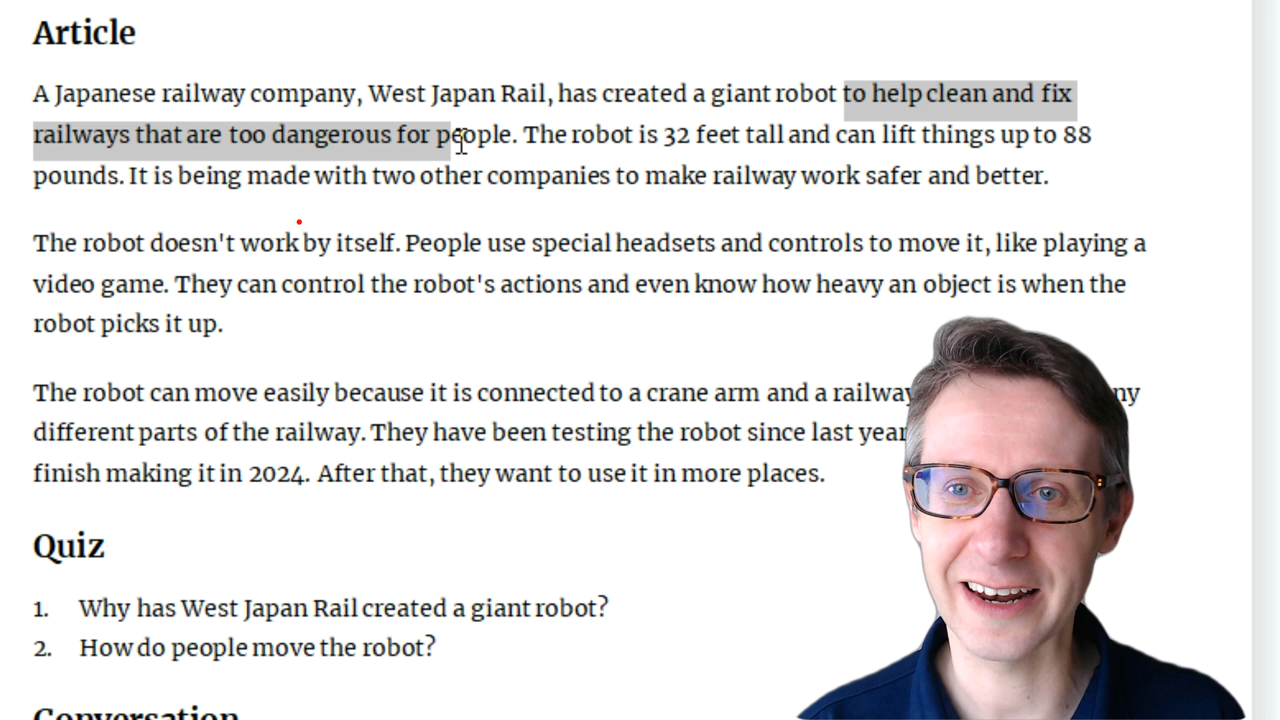 Article
A Japanese railway company, West Japan Rail, has created a giant robot to help clean and fix
railways that are too dangerous for people. The robot is 32 feet tall and can lift things up to 88
pounds. It is being made with two other companies to make railway work safer and better.
The robot doesn't work by itself. People use special headsets and controls to move it, like playing a
video game. They can control the robot's actions and even know how heavy an object is when the
robot picks it up.
The robot can move easily because it is connected to a crane arm and a railway
different parts of the railway. They have been testing the robot since last year
finish making it in 2024. After that, they want to use it in more places.
Quiz
1. Why has West Japan Rail created a giant robot?
2. How do people move the robot?
Conversation